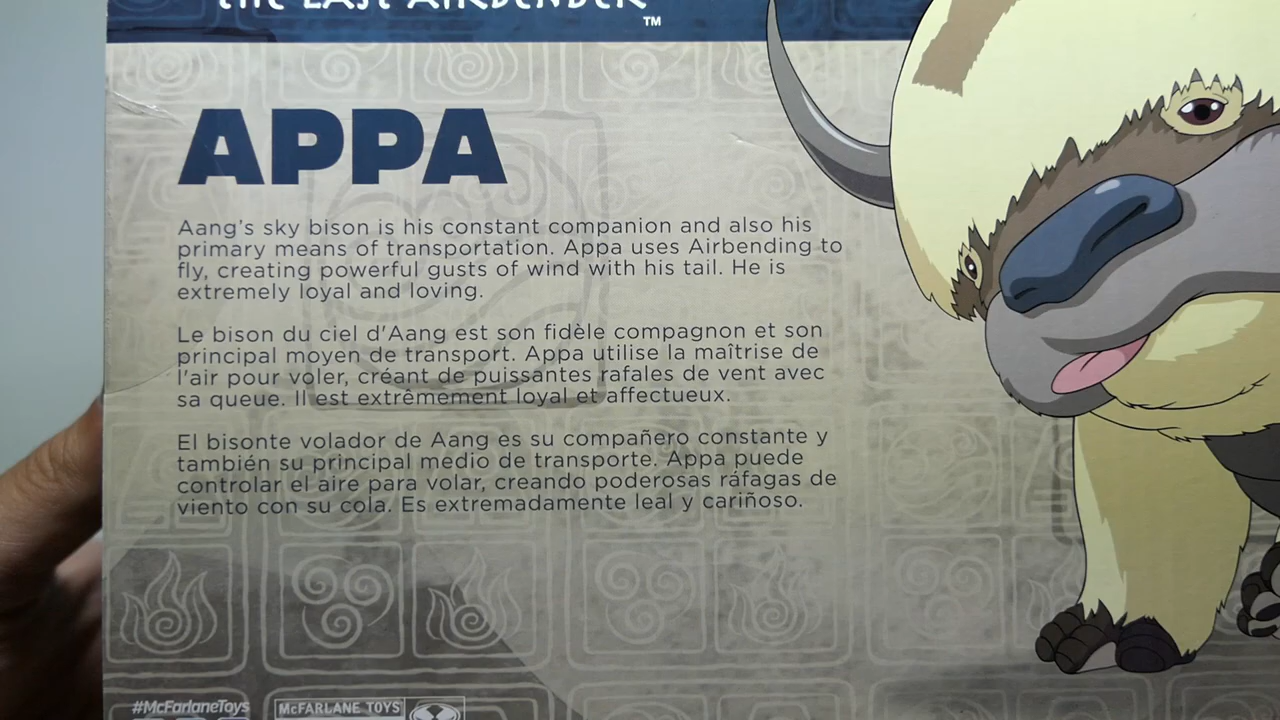 THE LAST AIRBENDER™
APPA
Aang's sky bison is his constant companion and also his
primary means of transportation. Appa uses Airbending to
fly, creating powerful gusts of wind with his tail. He is
extremely loyal and loving.
Le bison du ciel d'Aang est son fidèle compagnon et son
principal moyen de transport. Appa utilise la maîtrise de
l'air pour voler, créant de puissantes rafales de vent avec
sa queue. Il est extrêmement loyal et affectueux.
El bisonte volador de Aang es su compañero constante y
también su principal medio de transporte. Appa puede
controlar el aire para volar, creando poderosas ráfagas de
viento con su cola. Es extremadamente leal y cariñoso.
#McFarlaneToys
McFARLANE TOYS